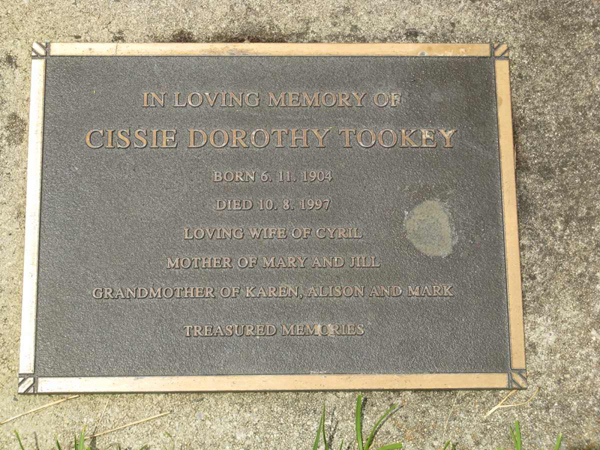 IN LOVING MEMORY OF
CISSIE DOROTHY TOOKEY
BORN 6. 11. 1904
DIED 10. 8. 1997
LOVING WIFE OF CYRIL
MOTHER OF MARY AND JILL
GRANDMOTHER OF KAREN, ALISON AND MARK
TREASURED MEMORIES